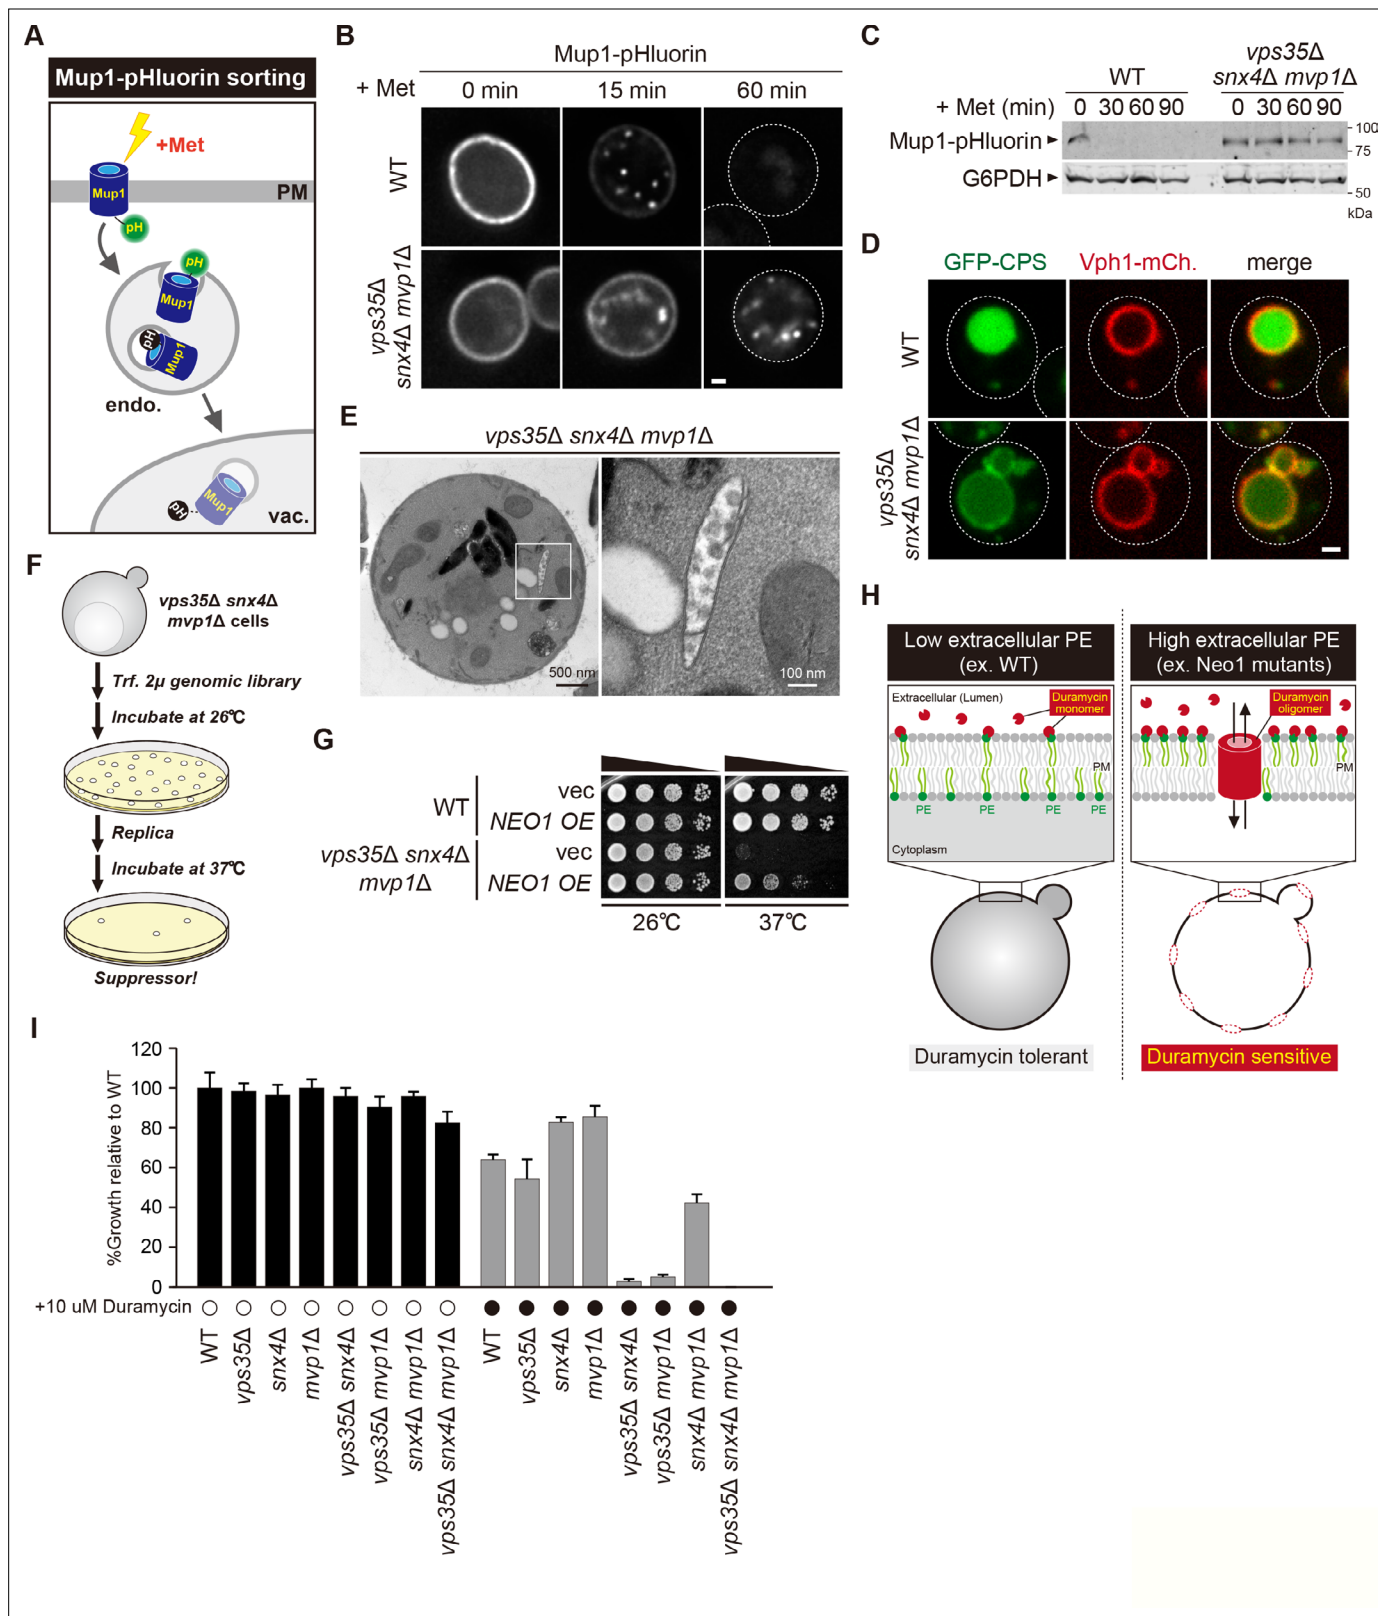 A
Mup1-pHluorin sorting
+Met
Mup1
PM
pH
pH
Mup1
pH
Mup1
endo.
Mup1
pH
vac.
B
Mup1-pHluorin
+ Met
0 min
15 min
60 min
WT
vps35Δ
snx4Δ mvp1Δ
C
WT
vps35Δ
snx4Δ mvp1Δ
+ Met (min)
0 30 60 90
0 30 60 90
Mup1-pHluorin
100
75
G6PDH
50
kDa
D
GFP-CPS
Vph1-mCh.
merge
WT
vps35Δ
snx4Δ mvp1Δ
E
vps35Δ snx4Δ mvp1Δ
500 nm
100 nm
F
vps35Δ snx4Δ
mvp1Δ cells
Trf. 2μ genomic library
Incubate at 26℃
Replica
Incubate at 37℃
Suppressor!
G
WT
vec
NEO1 OE
vps35Δ snx4Δ
mvp1Δ
vec
NEO1 OE
26℃
37℃
H
Low extracellular PE
(ex. WT)
High extracellular PE
(ex. Neo1 mutants)
Extracellular (Lumen)
Duramycin
monomer
PM
PE
PE
PE
PE
Cytoplasm
Duramycin
oligomer
PM
PE
Duramycin tolerant
Duramycin sensitive
I
%Growth relative to WT
120
100
80
60
40
20
0
+10 uM Duramycin
WT
vps35Δ
snx4Δ
mvp1Δ
vps35Δ snx4Δ
vps35Δ mvp1Δ
snx4Δ mvp1Δ
vps35Δ snx4Δ mvp1Δ
WT
vps35Δ
snx4Δ
mvp1Δ
vps35Δ snx4Δ
vps35Δ mvp1Δ
snx4Δ mvp1Δ
vps35Δ snx4Δ mvp1Δ